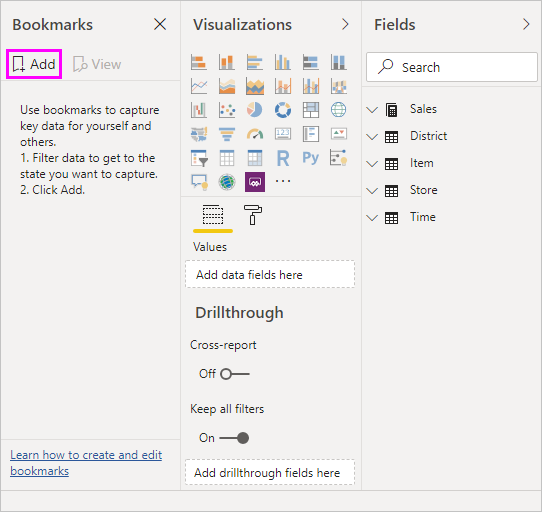 Bookmarks
Add
View
Use bookmarks to capture
key data for yourself and
others.
1. Filter data to get to the
state you want to capture.
2. Click Add.
Learn how to create and edit
bookmarks
Visualizations
123
R
Py
Values
Add data fields here
Drillthrough
Cross-report
Off
Keep all filters
On
Add drillthrough fields here
Fields
Search
Sales
District
Item
Store
Time